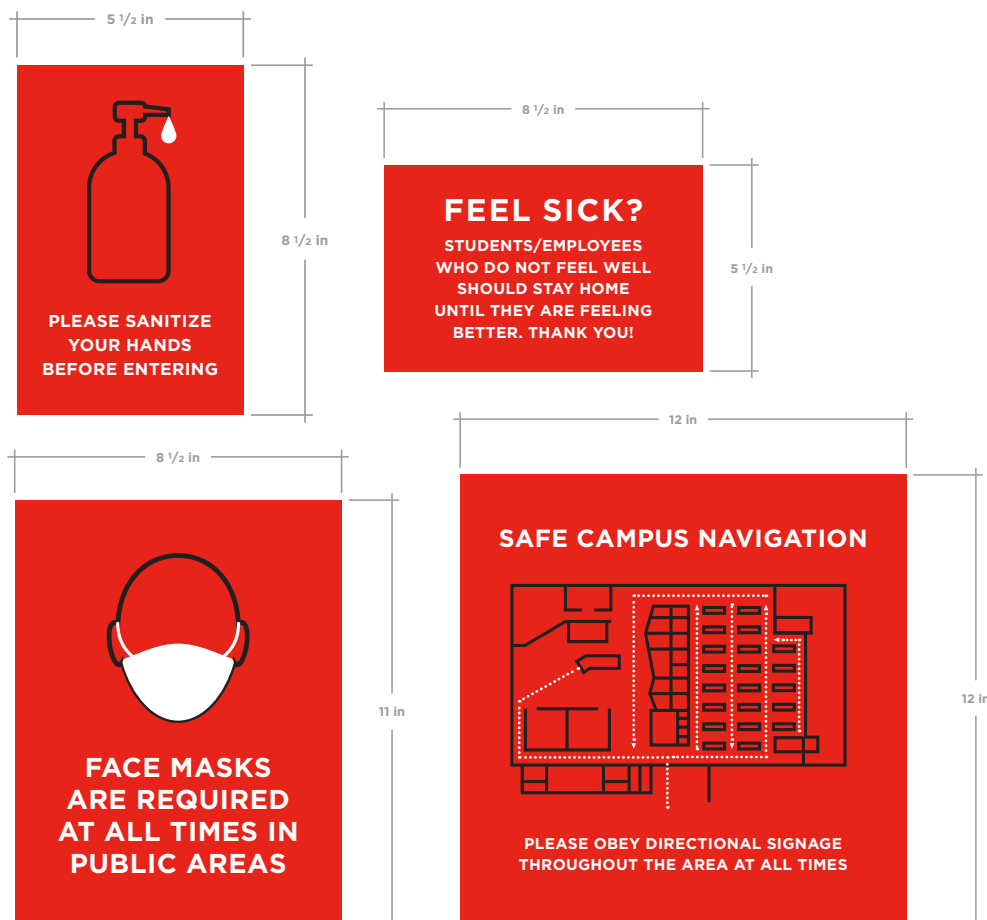 5 1/2 in
8 1/2 in
PLEASE SANITIZE
YOUR HANDS
BEFORE ENTERING
8 1/2 in
5 1/2 in
FEEL SICK?
STUDENTS/EMPLOYEES
WHO DO NOT FEEL WELL
SHOULD STAY HOME
UNTIL THEY ARE FEELING
BETTER. THANK YOU!
8 1/2 in
11 in
FACE MASKS
ARE REQUIRED
AT ALL TIMES IN
PUBLIC AREAS
12 in
12 in
SAFE CAMPUS NAVIGATION
PLEASE OBEY DIRECTIONAL SIGNAGE
THROUGHOUT THE AREA AT ALL TIMES